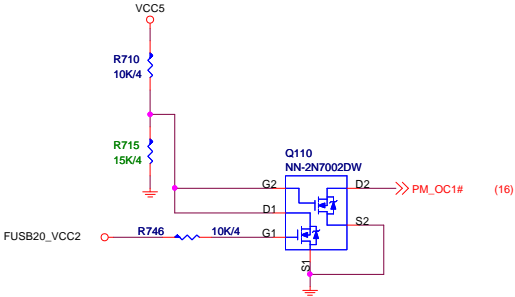 VCC5
R710
10K/4
R715
15K/4
Q110
NN-2N7002DW
G2
D2
PM_OC1#
(16)
D1
S2
FUSB20_VCC2
R746
10K/4
G1
S1